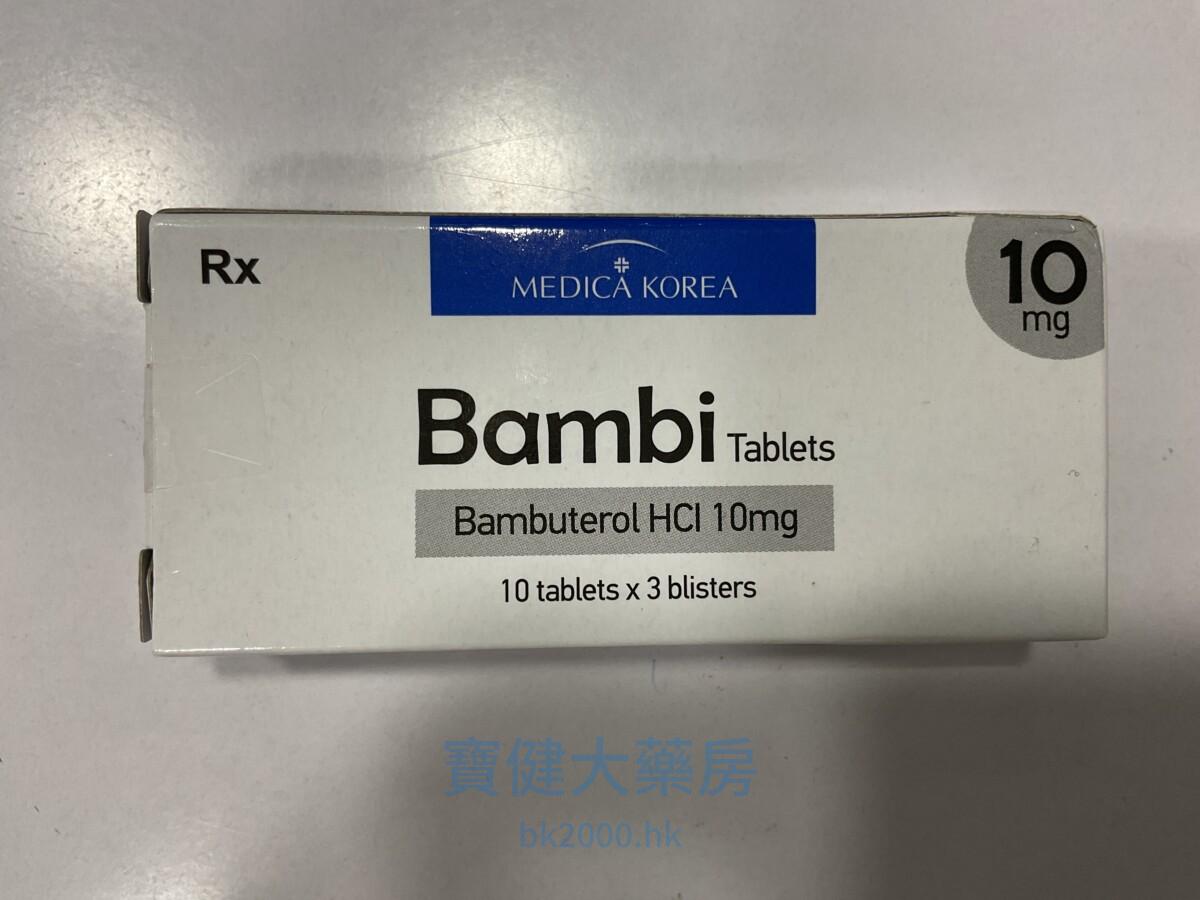 Rx
MEDICA KOREA
10
mg
Bambi Tablets
Bambuterol HCl 10mg
10 tablets x 3 blisters
寶健大藥房
bk2000.hk